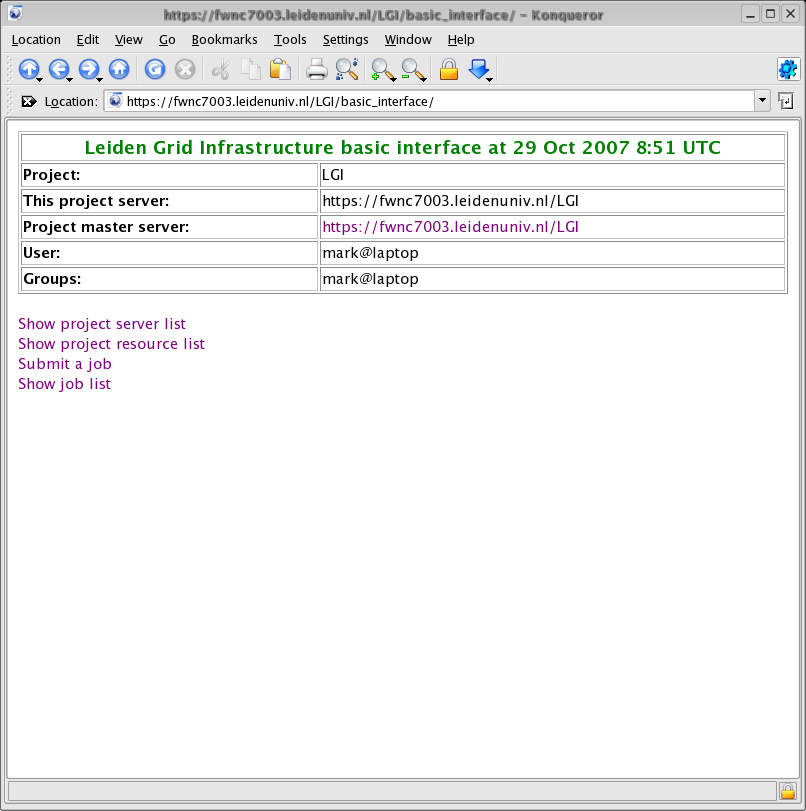 https://fwnc7003.leidenuniv.nl/LGI/basic_interface/ - Konqueror
Location Edit View Go Bookmarks Tools Settings Window Help
Location: https://fwnc7003.leidenuniv.nl/LGI/basic_interface/
Leiden Grid Infrastructure basic interface at 29 Oct 2007 8:51 UTC
Project: LGI
This project server: https://fwnc7003.leidenuniv.nl/LGI
Project master server: https://fwnc7003.leidenuniv.nl/LGI
User: mark@laptop
Groups: mark@laptop
Show project server list
Show project resource list
Submit a job
Show job list